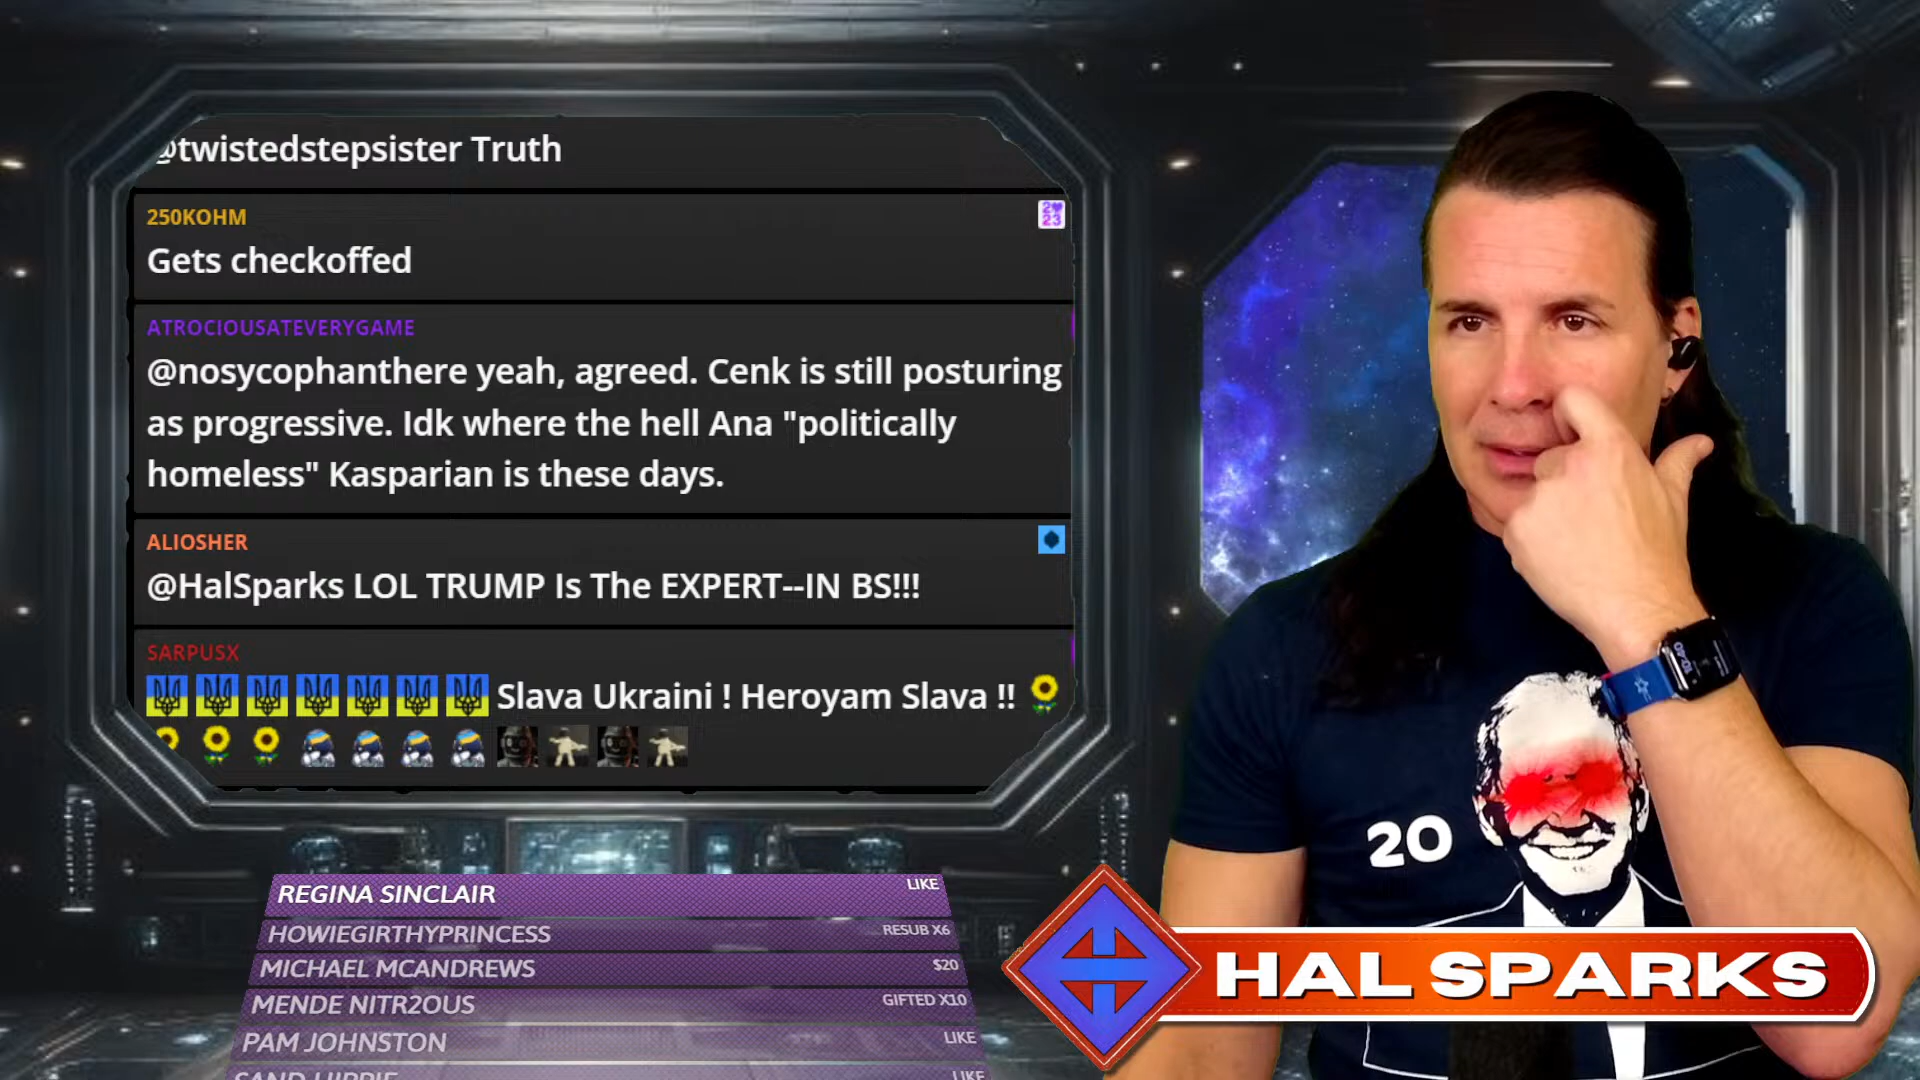 @twistedstepsister Truth
250KOHM
Gets checkoffed
ATROCIOUSATEVERYGAME
@nosycophanthere yeah, agreed. Cenk is still posturing
as progressive. Idk where the hell Ana "politically
homeless" Kasparian is these days.
ALIOSHER
@HalSparks LOL TRUMP Is The EXPERT--IN BS!!!
SARPUSX
Slava Ukraini ! Heroyam Slava !!
REGINA SINCLAIR LIKE
HOWIEGIRTHYPRINCESS RESUB X6
MICHAEL MCANDREWS $20
MENDE NITR2OUS GIFTED X10
PAM JOHNSTON LIKE
LIKE
20
10:40
HAL SPARKS